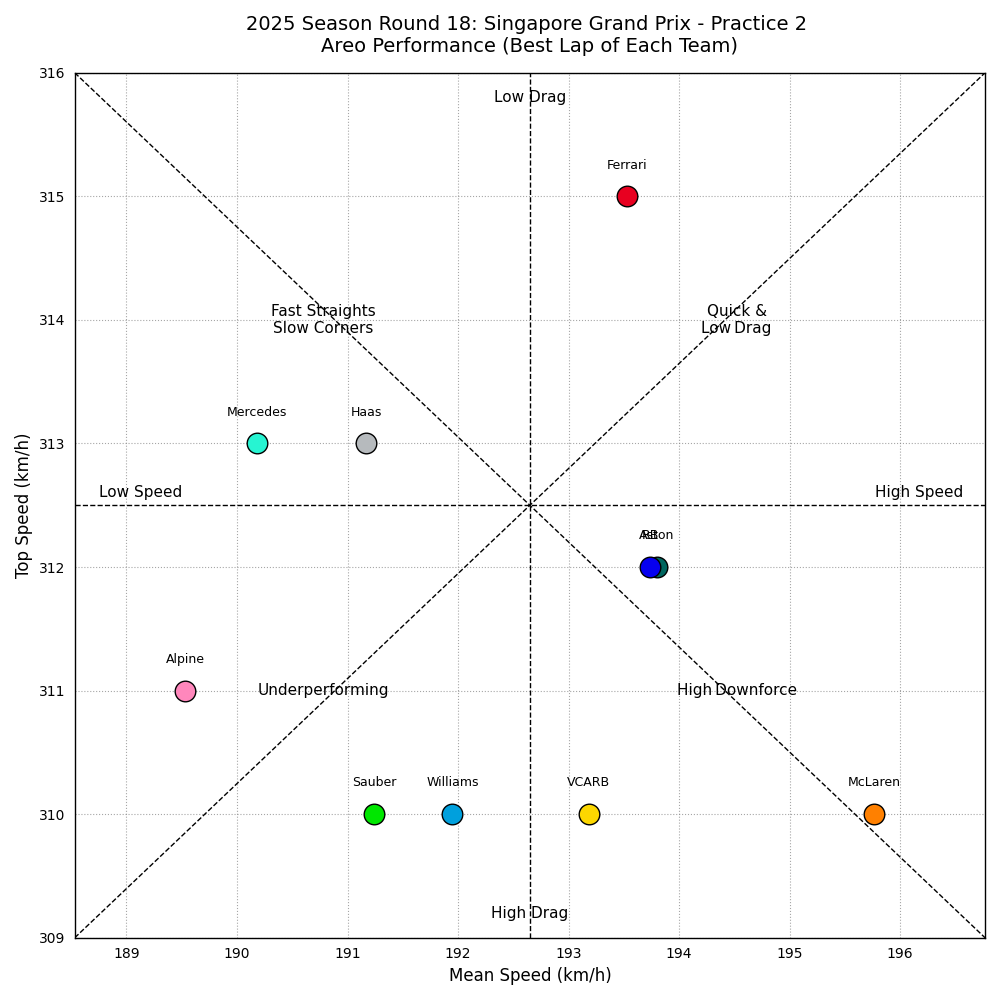 2025 Season Round 18: Singapore Grand Prix - Practice 2
Areo Performance (Best Lap of Each Team)
316
Low Drag
Ferrari
315
Fast Straights
Slow Corners
Quick &
Low Drag
314
Mercedes
Haas
313
Low Speed
High Speed
Top Speed (km/h)
Aston
RB
312
Alpine
Underperforming
High Downforce
311
Sauber
Williams
VCARB
McLaren
310
High Drag
309
189
190
191
192
193
194
195
196
Mean Speed (km/h)